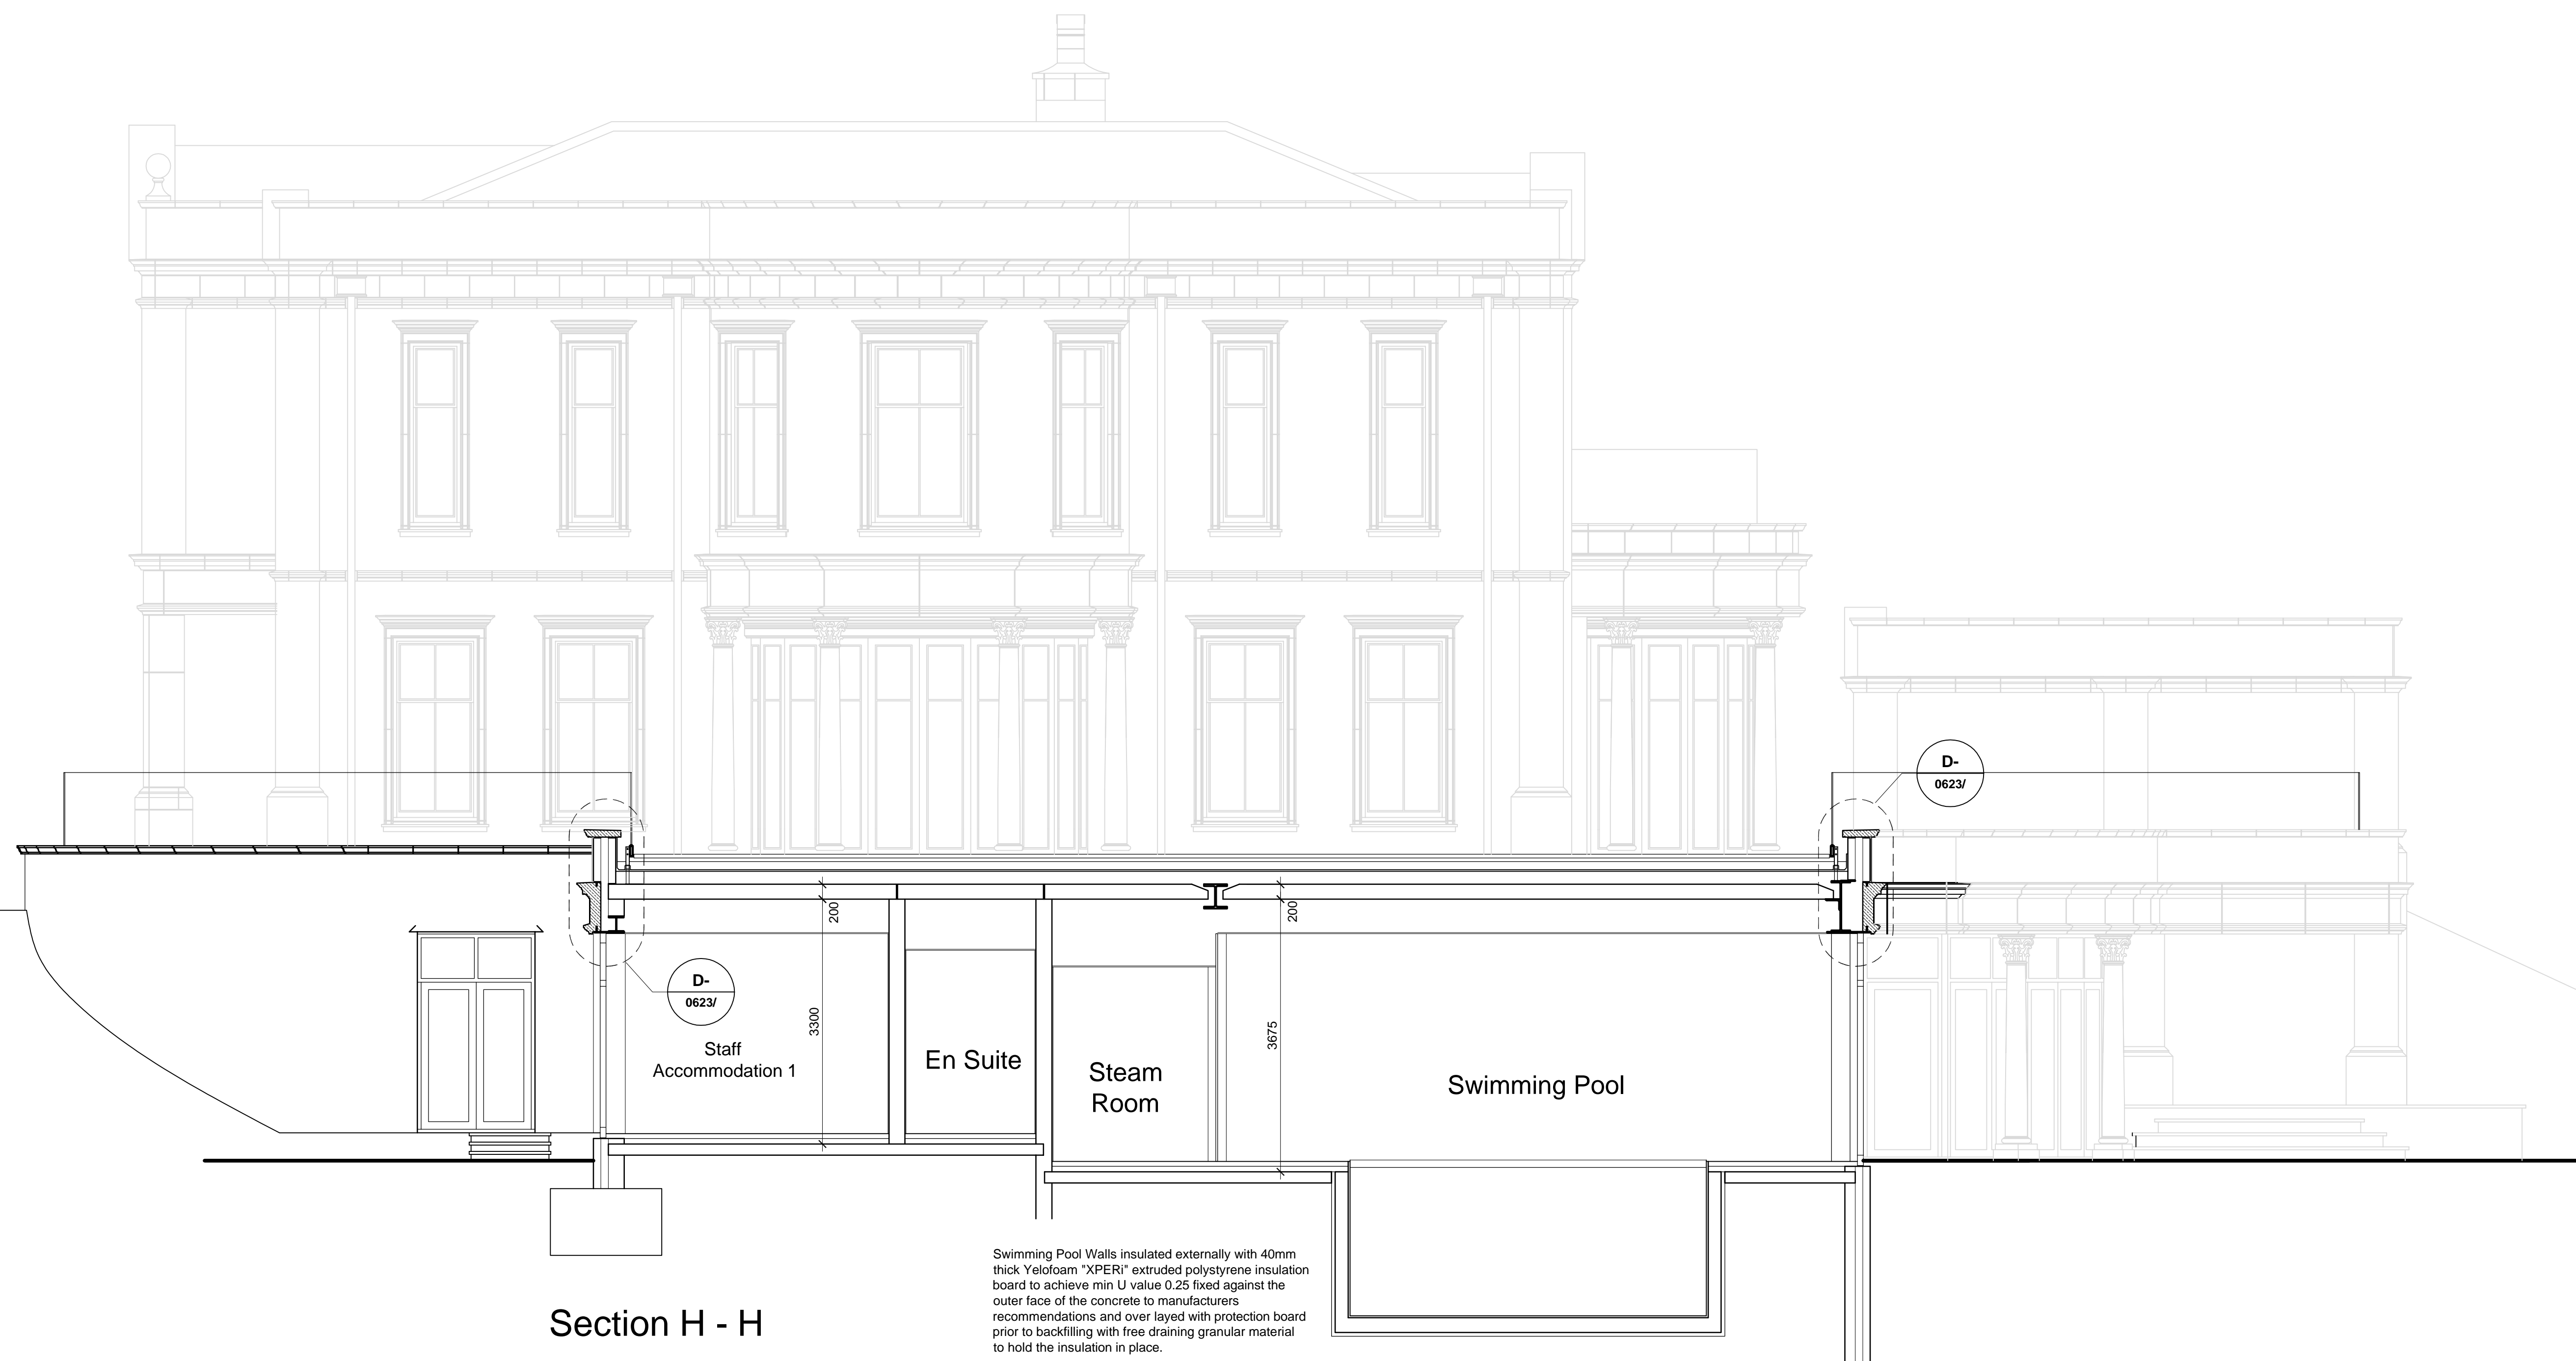 D-
0623/
200
200
D-
0623/
3300
3675
Staff
Accommodation 1
En Suite
Steam
Room
Swimming Pool
Swimming Pool Walls insulated externally with 40mm
thick Yelofoam "XPERi" extruded polystyrene insulation
board to achieve min U value 0.25 fixed against the
outer face of the concrete to manufacturers
recommendations and over layed with protection board
prior to backfilling with free draining granular material
to hold the insulation in place.
Section H - H